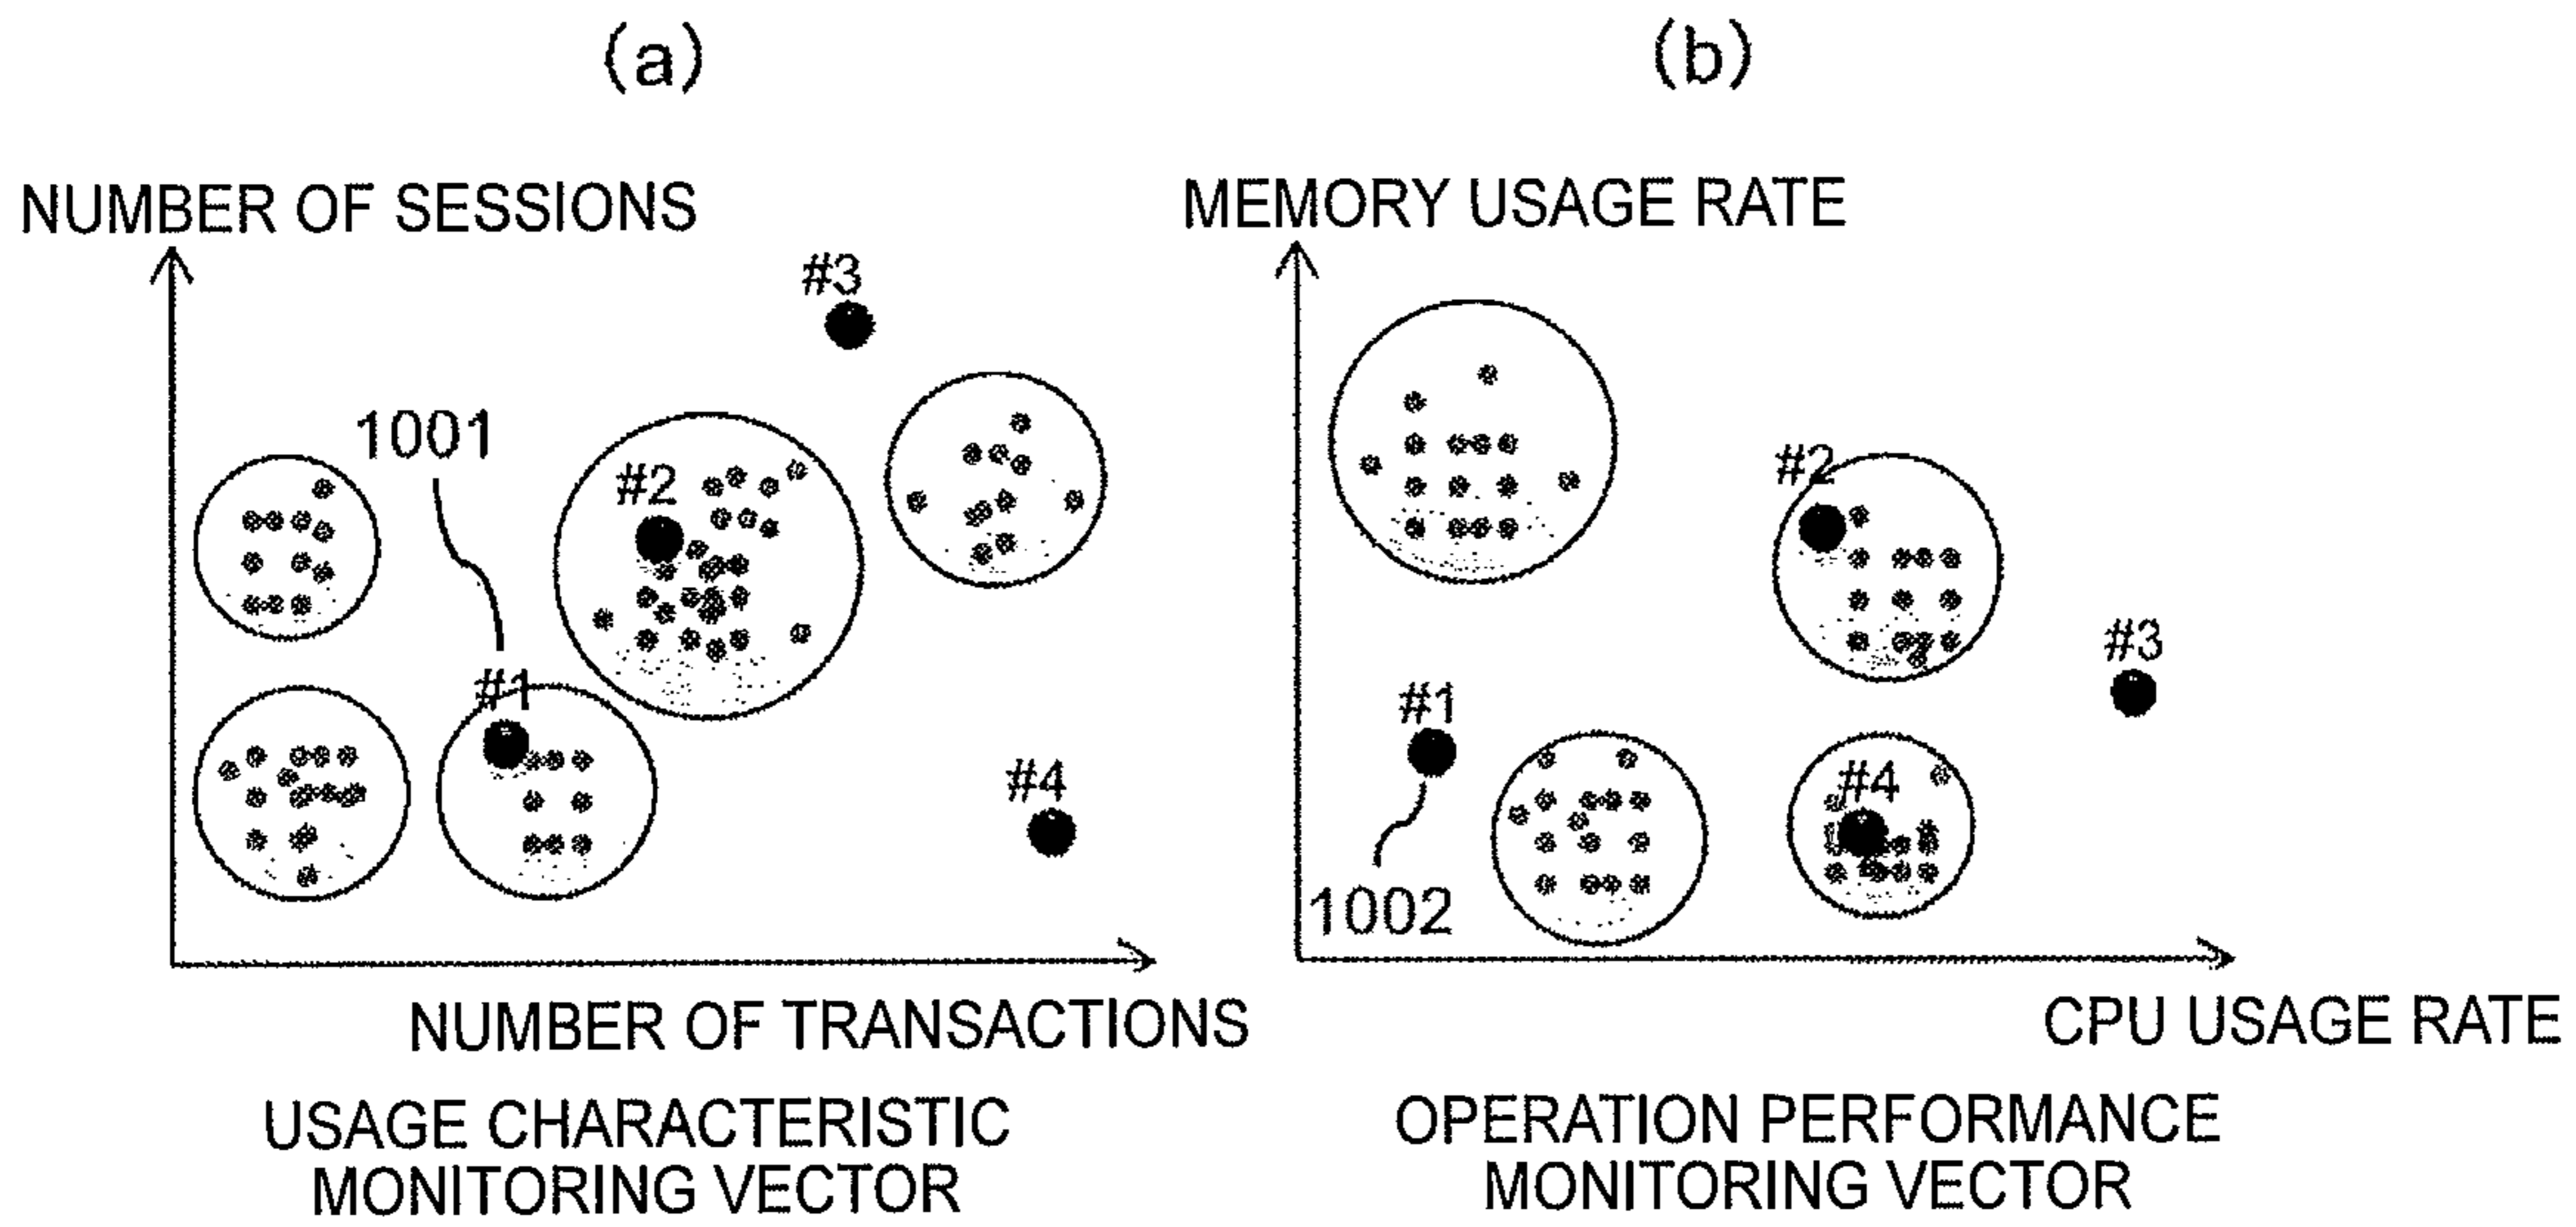 (a)
NUMBER OF SESSIONS
#3
1001
#2
#1
#4
NUMBER OF TRANSACTIONS
USAGE CHARACTERISTIC
MONITORING VECTOR
(b)
MEMORY USAGE RATE
#2
#3
#1
#4
1002
CPU USAGE RATE
OPERATION PERFORMANCE
MONITORING VECTOR